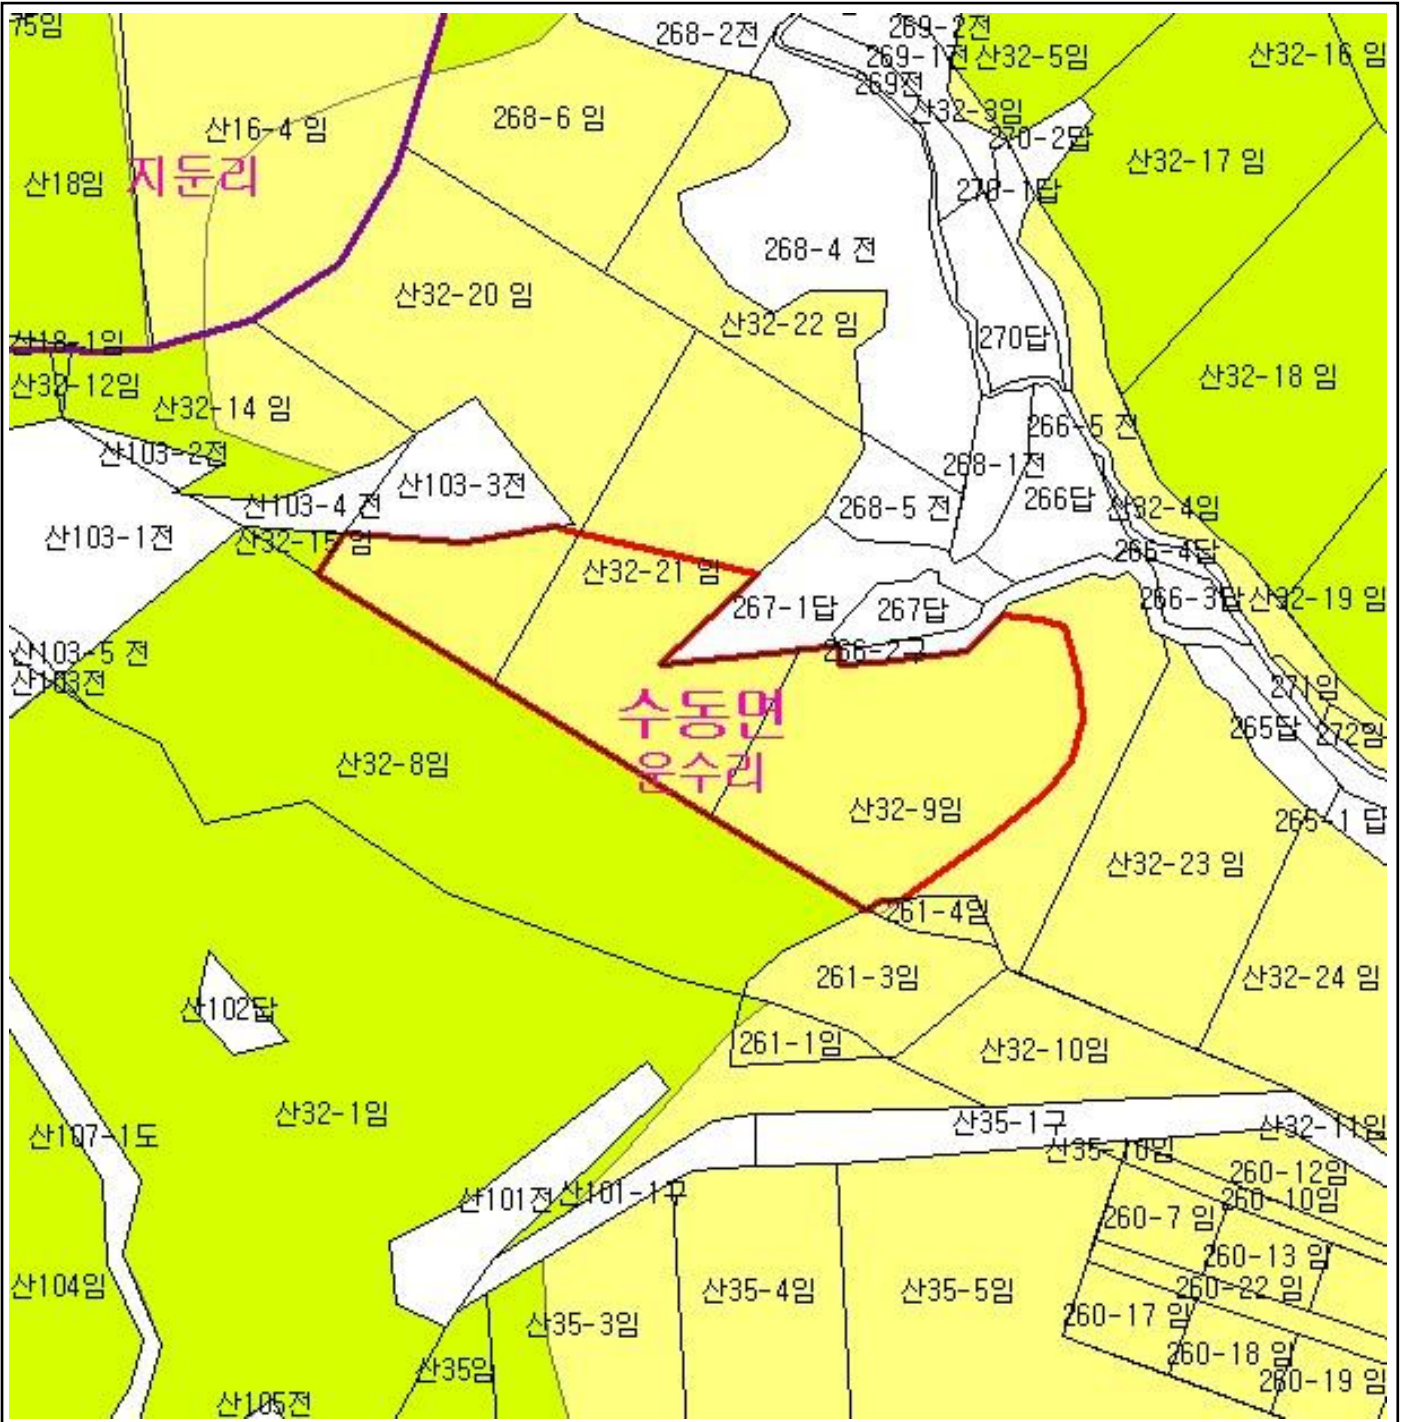 75임
268-2전
269-2전
269-1전
산32-5임
산32-16 임
269전
산16-4 임
268-6 임
산32-3임
270-2답
산32-17 임
지둔리
산18임
270-1답
268-4 전
산32-20 임
산32-22 임
270답
산18-1임
산32-12임
산32-14 임
산32-18 임
266-5 전
산103-2전
268-1전
산103-3전
산103-4 전
268-5 전
266답
산32-4임
산103-1전
산32-15 임
266-4답
산32-21 임
267-1답
267답
266-3답
산32-19 임
산103-5 전
266-2구
산103전
271임
수동면
265답
272임
운수리
산32-8임
산32-9임
265-1 답
산32-23 임
261-4임
261-3임
산32-24 임
산102답
261-1임
산32-10임
산32-1임
산35-1구
산32-11임
산107-1도
산35-10임
260-12임
산101전
산101-1구
260-10임
260-7 임
260-13 임
산104임
산35-4임
산35-5임
260-22 임
260-17 임
산35-3임
260-18 임
산35임
260-19 임
산105전